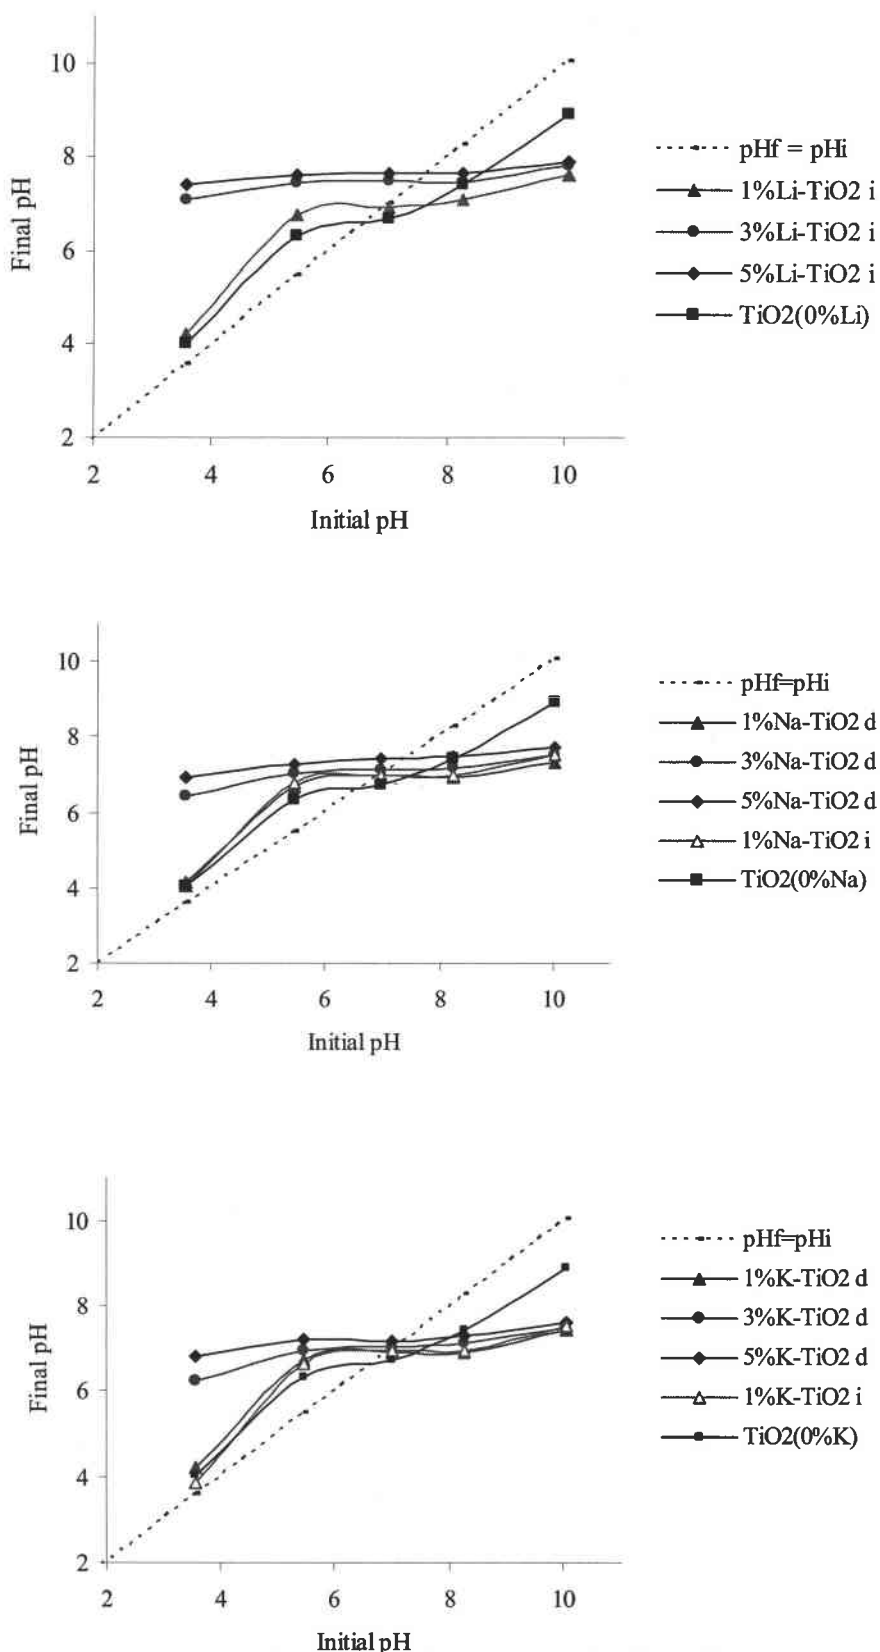 10
8
6
4
2
Final pH
2 4 6 8 10
Initial pH
pHf = pHi
1%Li-TiO2 i
3%Li-TiO2 i
5%Li-TiO2 i
TiO2(0%Li)
10
8
6
4
2
Final pH
2 4 6 8 10
Initial pH
pHf=pHi
1%Na-TiO2 d
3%Na-TiO2 d
5%Na-TiO2 d
1%Na-TiO2 i
TiO2(0%Na)
10
8
6
4
2
Final pH
2 4 6 8 10
Initial pH
pHf=pHi
1%K-TiO2 d
3%K-TiO2 d
5%K-TiO2 d
1%K-TiO2 i
TiO2(0%K)